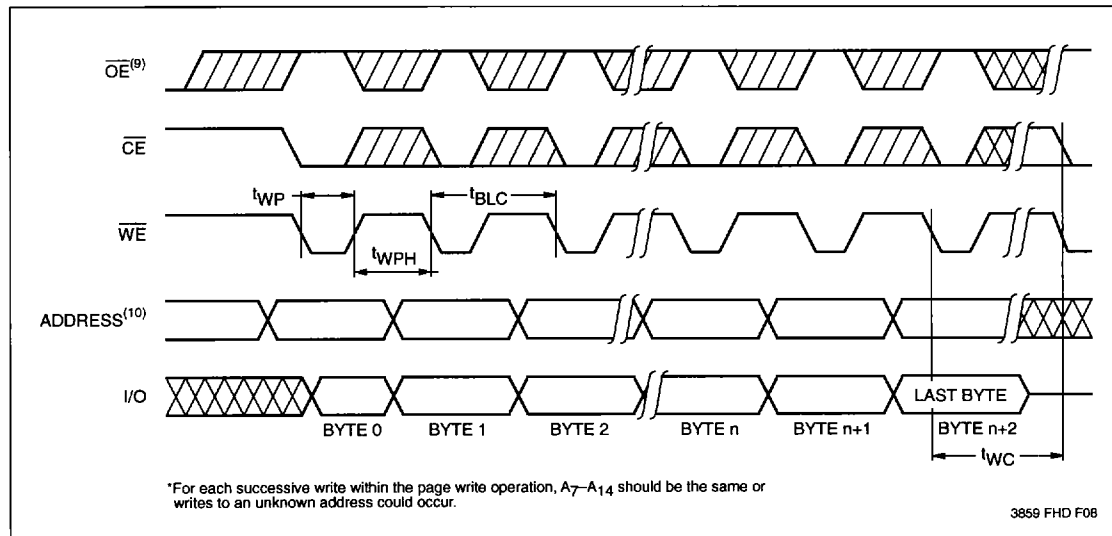 OE(9)
CE
tWP
tBLC
WE
tWPH
ADDRESS(10)
I/O
LAST BYTE
BYTE 0 BYTE 1 BYTE 2 BYTE n BYTE n+1 BYTE n+2
tWC
*For each successive write within the page write operation, A7–A14 should be the same or
writes to an unknown address could occur.
3859 FHD F08